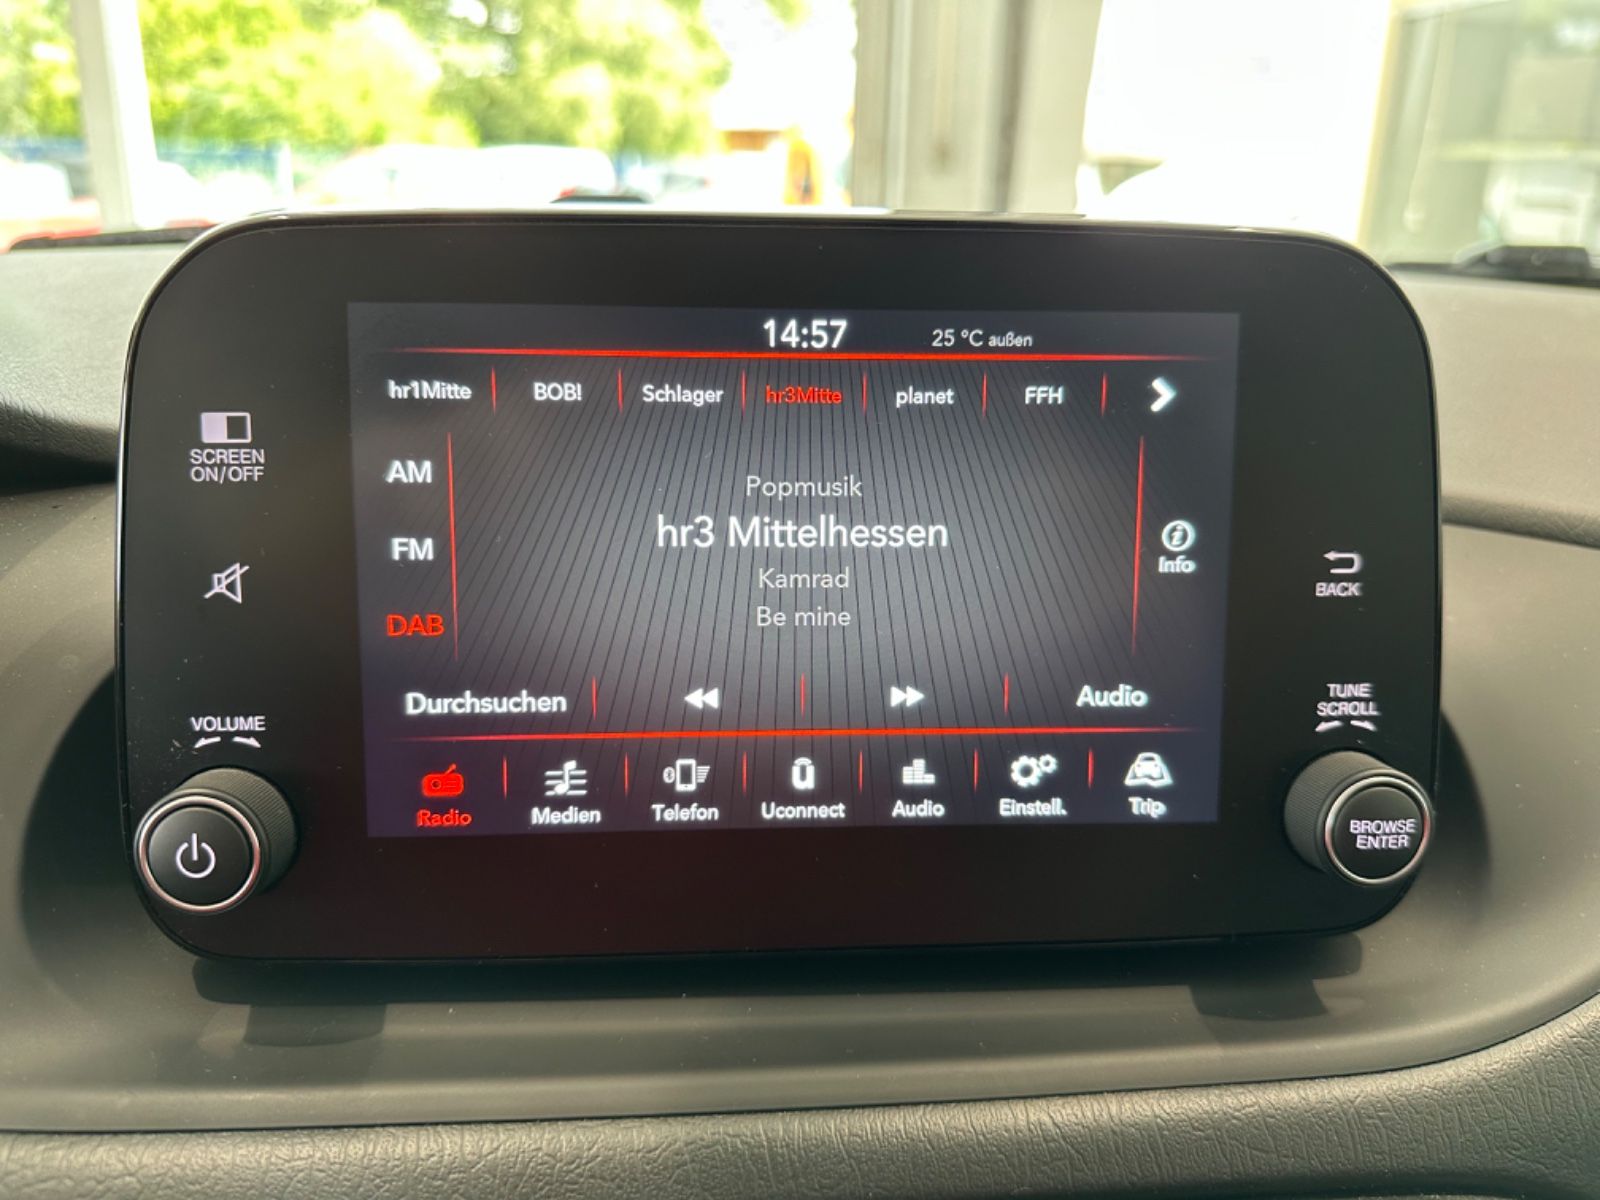 14:57 25 °C außen
hr1Mitte BOB! Schlager hr3Mitte planet FFH
SCREEN
ON/OFF
AM
FM
DAB
Popmusik
hr3 Mittelhessen
Kamrad
Be mine
Info
BACK
Durchsuchen Audio
VOLUME
TUNE
SCROLL
Radio Medien Telefon Uconnect Audio Einstell. Trip
BROWSE
ENTER